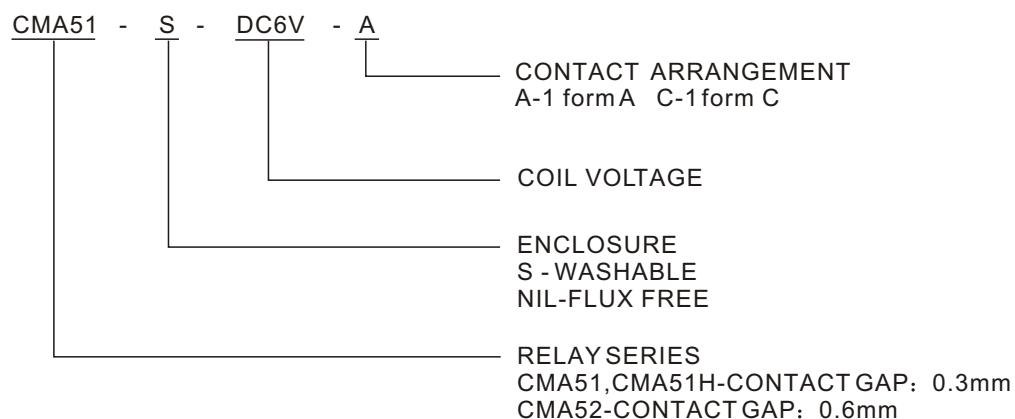 CMA51 - S - DC6V - A
CONTACT ARRANGEMENT
A-1 form A C-1 form C
COIL VOLTAGE
ENCLOSURE
S - WASHABLE
NIL-FLUX FREE
RELAY SERIES
CMA51,CMA51H-CONTACT GAP：0.3mm
CMA52-CONTACT GAP：0.6mm